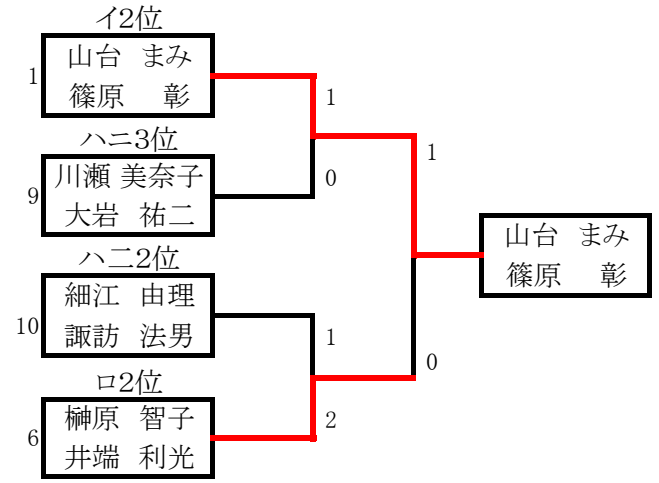 イ2位
1
山台 まみ
篠原 彰
1
ハニ3位
9
川瀬 美奈子
大岩 祐二
0
1
山台 まみ
篠原 彰
ハニ2位
10
細江 由理
諏訪 法男
1
0
ロ2位
6
榊原 智子
井端 利光
2